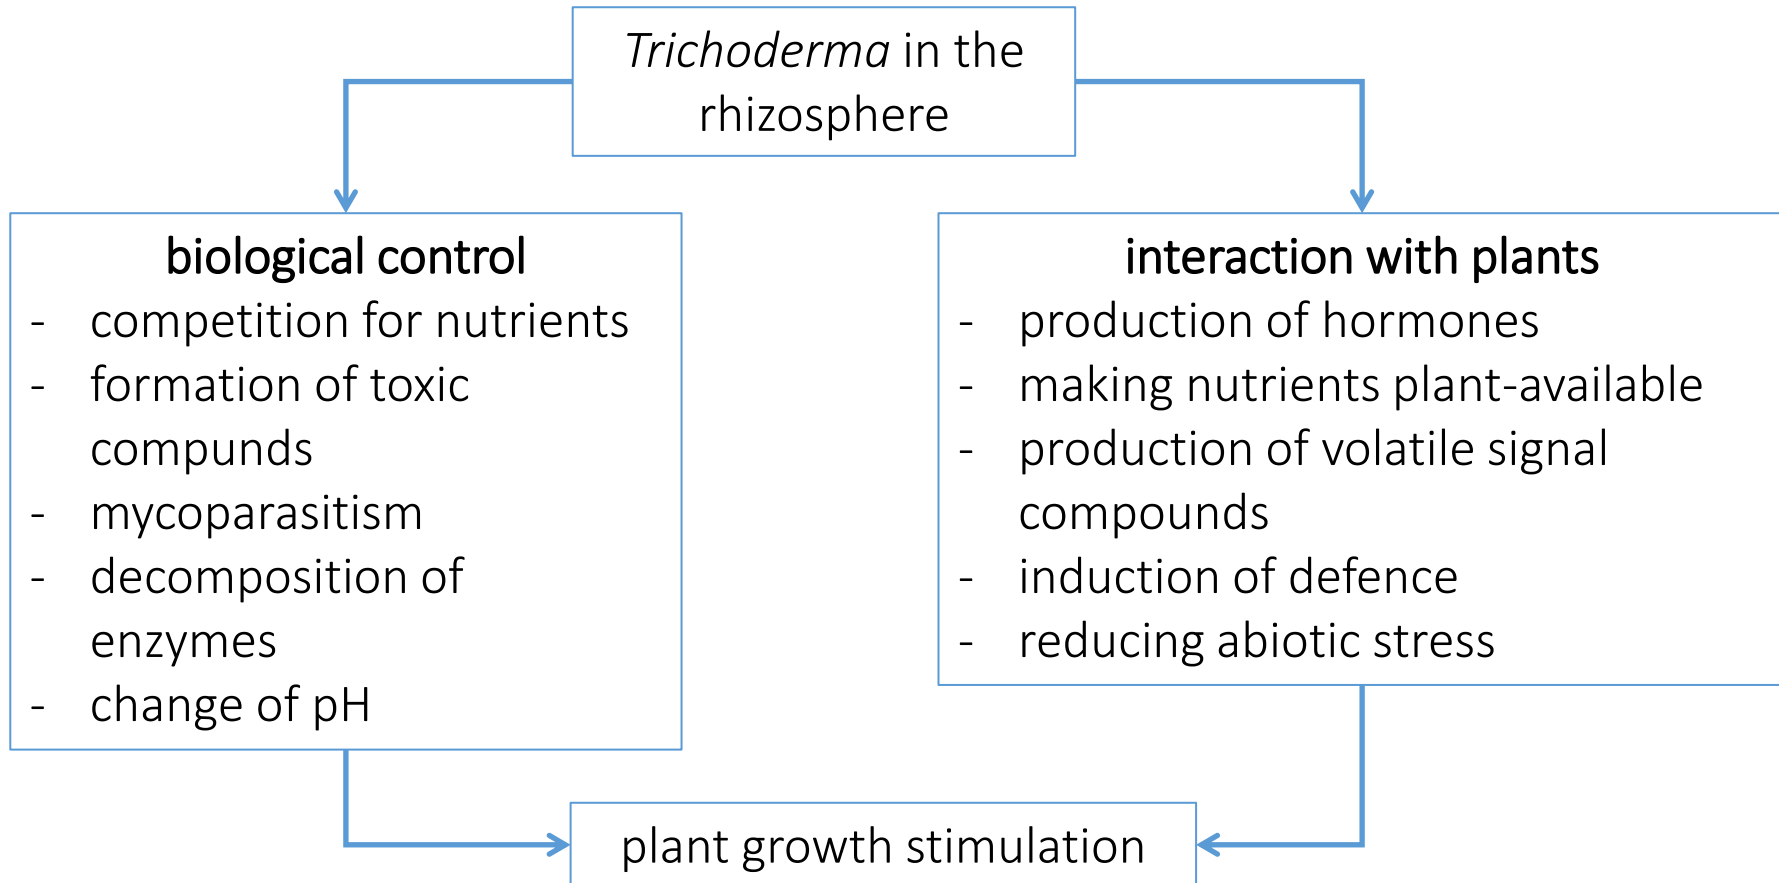 Trichoderma in the
rhizosphere
biological control
- competition for nutrients
- formation of toxic
compunds
- mycoparasitism
- decomposition of
enzymes
- change of pH
interaction with plants
- production of hormones
- making nutrients plant-available
- production of volatile signal
compounds
- induction of defence
- reducing abiotic stress
plant growth stimulation